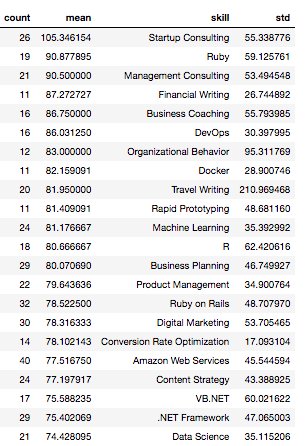 count mean skill std
26 105.346154 Startup Consulting 55.338776
19 90.877895 Ruby 59.125761
21 90.500000 Management Consulting 53.494548
11 87.272727 Financial Writing 26.744892
16 86.750000 Business Coaching 55.793985
16 86.031250 DevOps 30.397995
12 83.000000 Organizational Behavior 95.311769
11 82.159091 Docker 28.900746
20 81.950000 Travel Writing 210.969468
11 81.409091 Rapid Prototyping 48.681160
24 81.176667 Machine Learning 35.392992
18 80.666667 R 62.420616
29 80.070690 Business Planning 46.749927
22 79.643636 Product Management 34.900764
32 78.522500 Ruby on Rails 48.707970
30 78.316333 Digital Marketing 53.705465
14 78.102143 Conversion Rate Optimization 17.093104
40 77.516750 Amazon Web Services 45.544594
24 77.197917 Content Strategy 43.388925
17 75.588235 VB.NET 60.021622
29 75.402069 .NET Framework 47.065003
21 74.428095 Data Science 35.115206